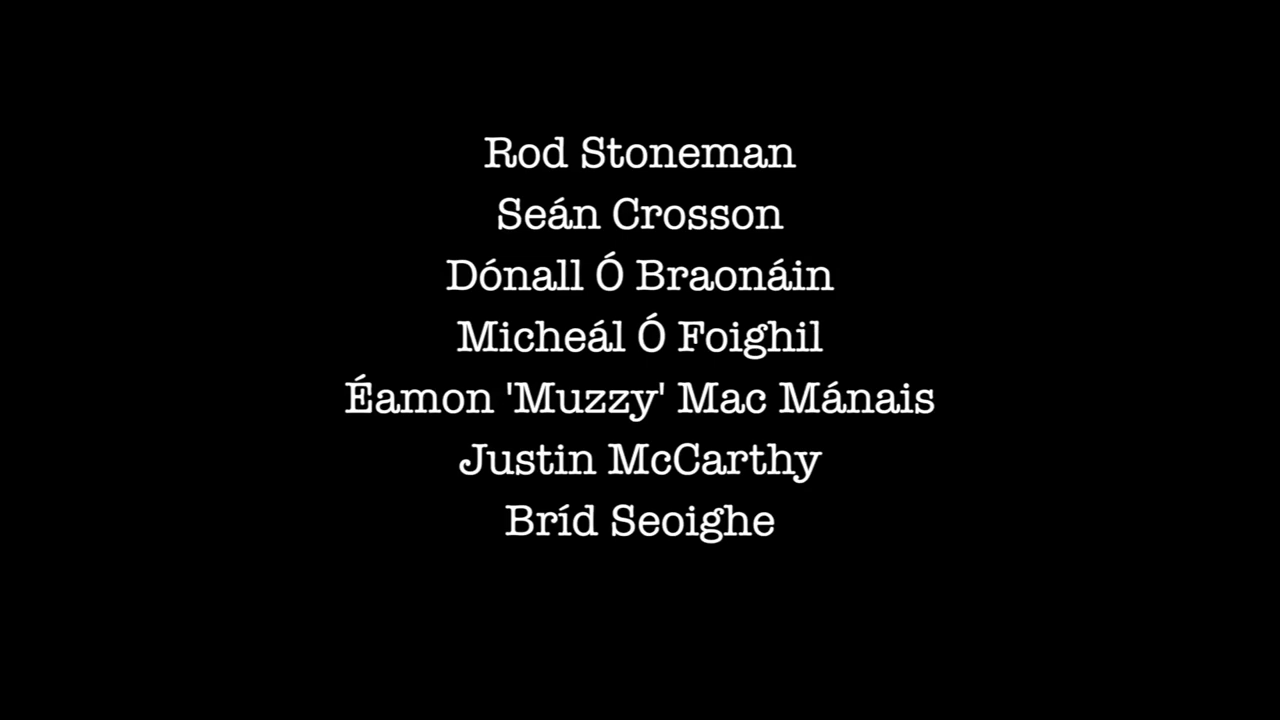 Rod Stoneman
Seán Crosson
Dónall Ó Braonáin
Micheál Ó Foighil
Éamon 'Muzzy' Mac Mánais
Justin McCarthy
Bríd Seoighe